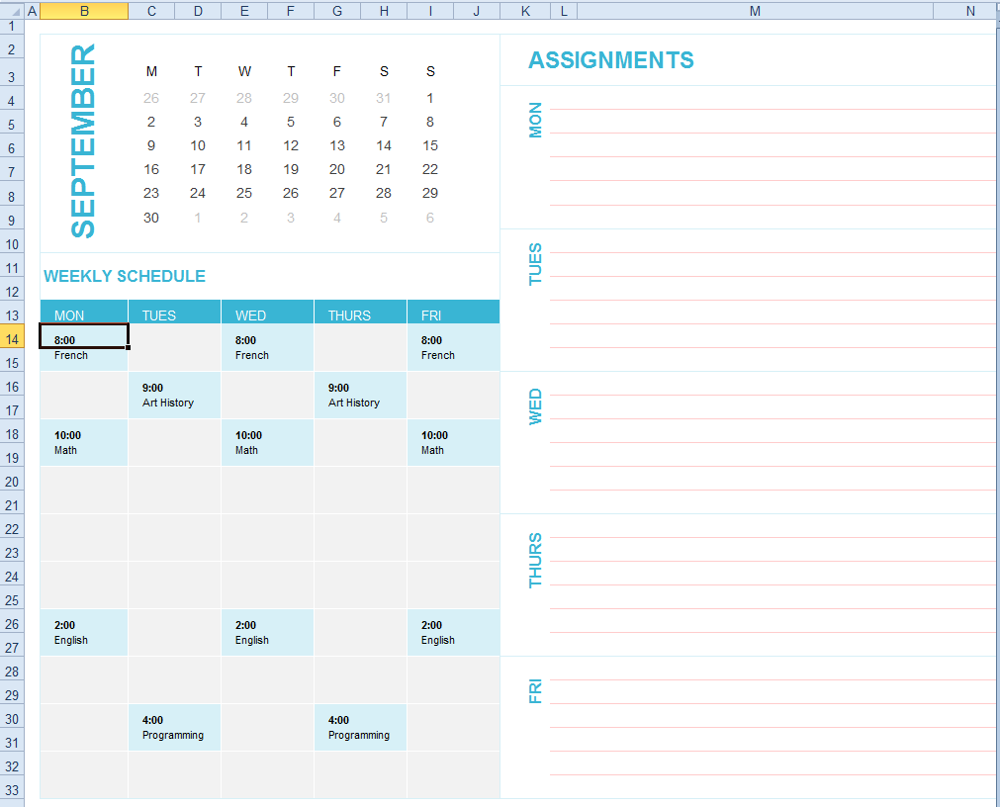 A B C D E F G H I J K L M N
1
2
3
4
5
6
7
8
9
10
11
12
13
14
15
16
17
18
19
20
21
22
23
24
25
26
27
28
29
30
31
32
33
SEPTEMBER
M T W T F S S
26 27 28 29 30 31 1
2 3 4 5 6 7 8
9 10 11 12 13 14 15
16 17 18 19 20 21 22
23 24 25 26 27 28 29
30 1 2 3 4 5 6
WEEKLY SCHEDULE
MON TUES WED THURS FRI
8:00 8:00 8:00
French French French
9:00 9:00
Art History Art History
10:00 10:00 10:00
Math Math Math
2:00 2:00 2:00
English English English
4:00 4:00
Programming Programming
ASSIGNMENTS
MON
TUES
WED
THURS
FRI